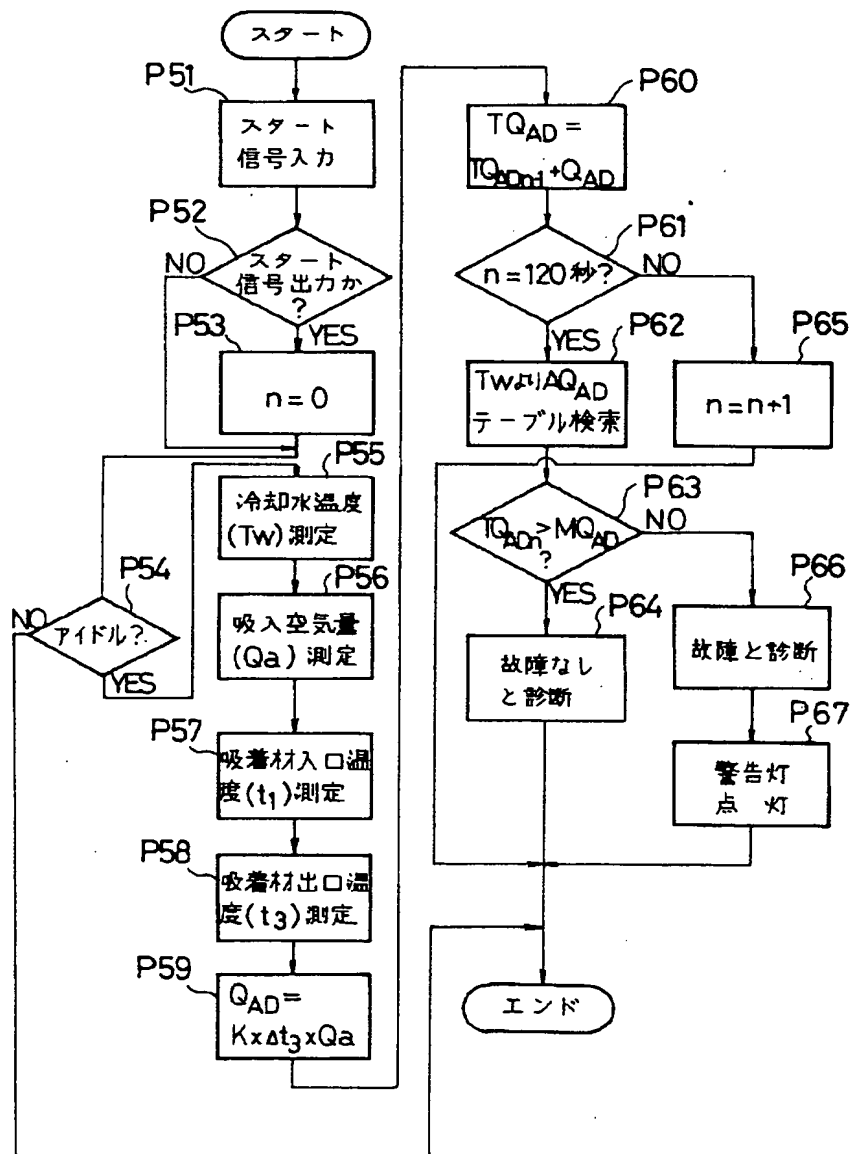 スタート
P51
スタート
信号入力
P52
スタート
信号出力か
?
NO
YES
P53
n=0
P54
アイドル?
NO
YES
P55
冷却水温度
(Tw)測定
P56
吸入空気量
(Qa)測定
P57
吸着材入口温
度(t1)測定
P58
吸着材出口温
度(t3)測定
P59
QAD=
K×Δt3×Qa
P60
TQAD=
TQADn-1+QAD
P61
n=120秒?
NO
YES
P62
TwよりAQAD
テーブル検索
P65
n=n+1
P63
TQADn>MQAD
?
NO
YES
P64
故障なし
と診断
P66
故障と診断
P67
警告灯
点灯
エンド